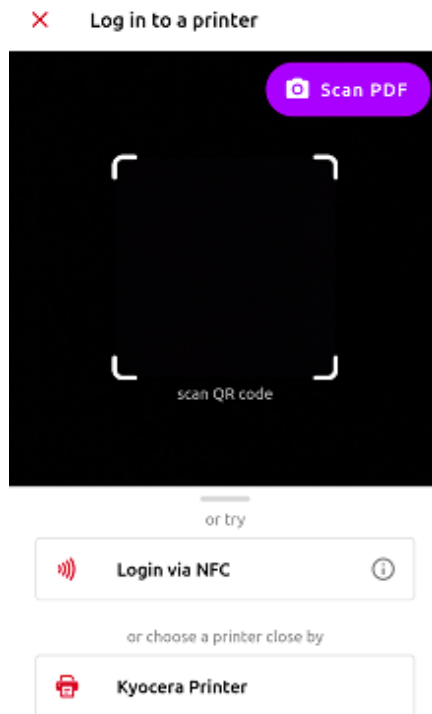 Log in to a printer
Scan PDF
scan QR code
or try
Login via NFC
or choose a printer close by
Kyocera Printer